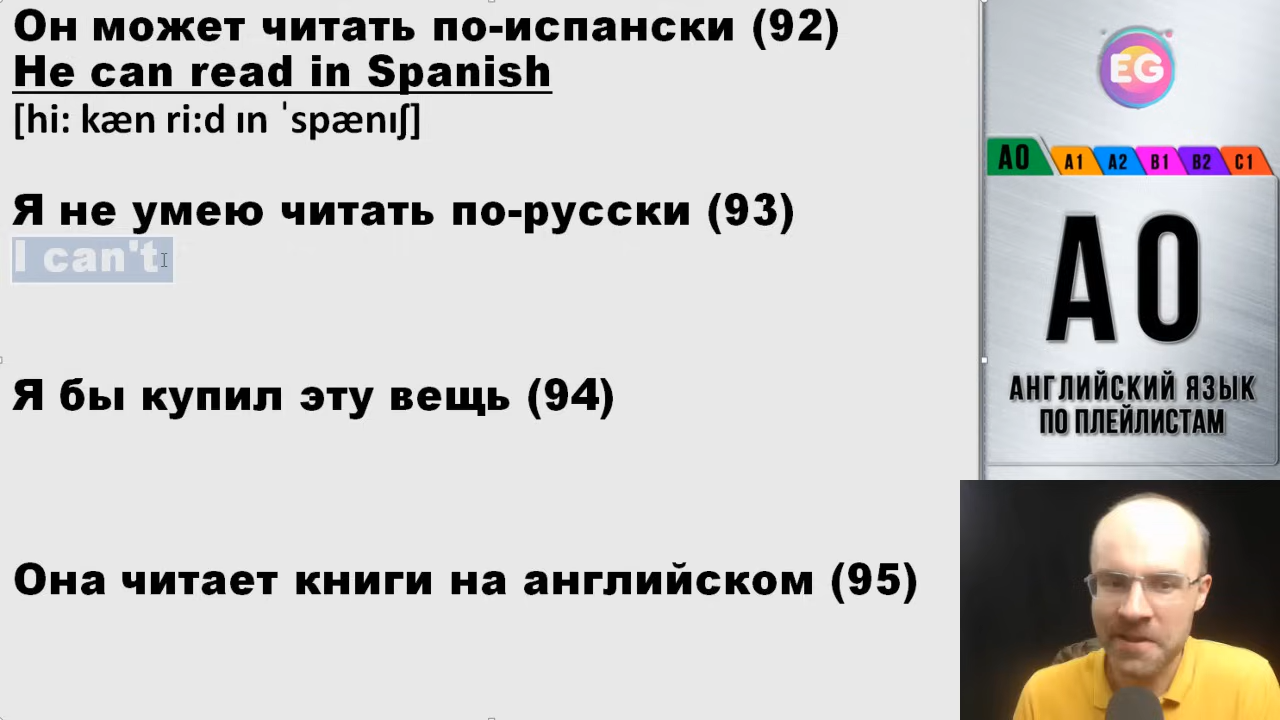 Он может читать по-испански (92)
He can read in Spanish
[hi: kæn ri:d ɪn ˈspænɪʃ]
Я не умею читать по-русски (93)
I can't
Я бы купил эту вещь (94)
Она читает книги на английском (95)
EG
A0 A1 A2 B1 B2 C1
A0
АНГЛИЙСКИЙ ЯЗЫК
ПО ПЛЕЙЛИСТАМ